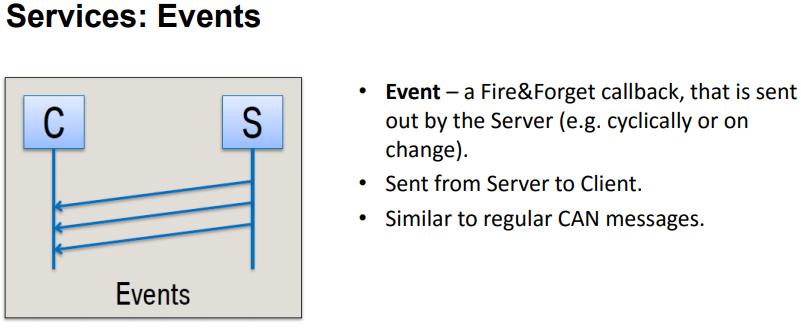 Services: Events
C
S
Events
• Event – a Fire&Forget callback, that is sent
out by the Server (e.g. cyclically or on
change).
• Sent from Server to Client.
• Similar to regular CAN messages.